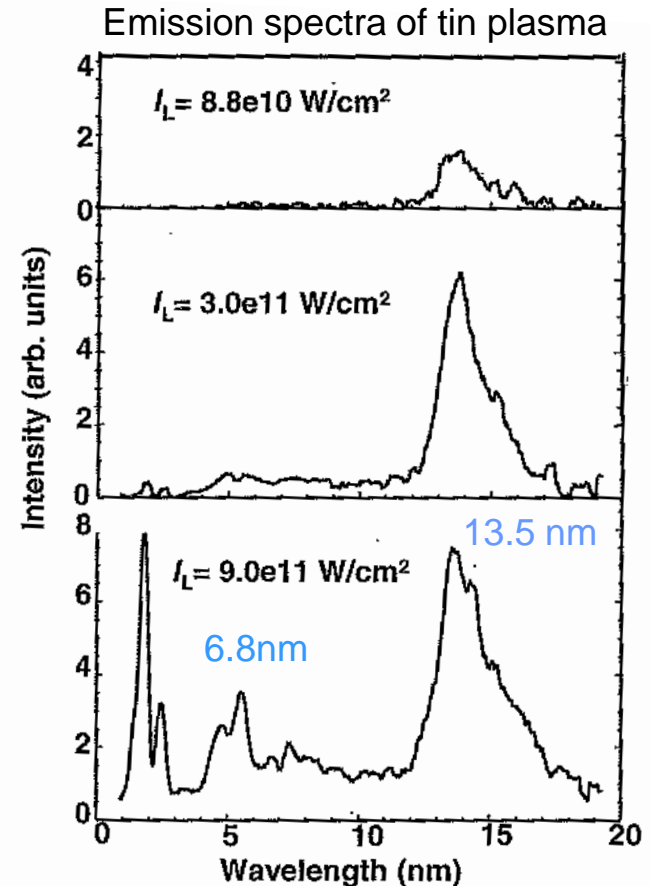 Emission spectra of tin plasma
4
I_L= 8.8e10 W/cm²
2
0
6
I_L= 3.0e11 W/cm²
4
2
0
Intensity (arb. units)
8
13.5 nm
I_L= 9.0e11 W/cm²
6
6.8nm
4
2
0
0 5 10 15 20
Wavelength (nm)